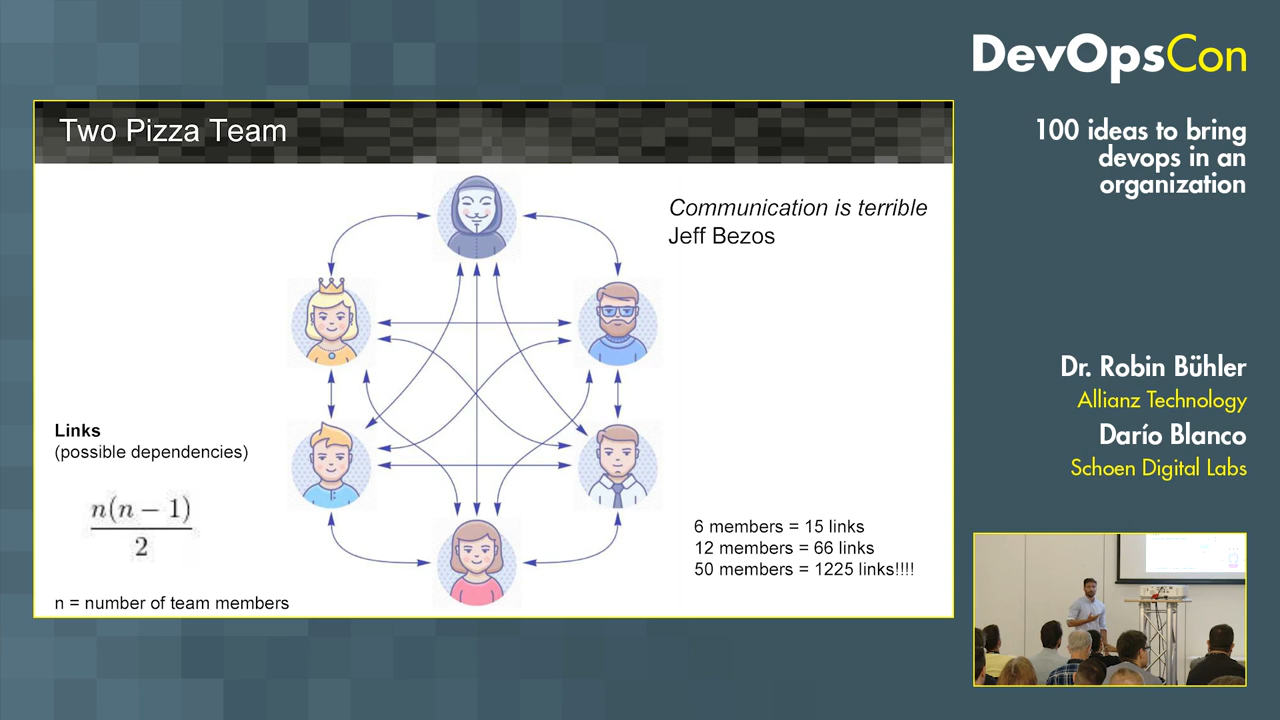 DevOpsCon
100 ideas to bring
devops in an
organization
Two Pizza Team
Communication is terrible
Jeff Bezos
Links
(possible dependencies)
n(n − 1)
2
n = number of team members
6 members = 15 links
12 members = 66 links
50 members = 1225 links!!!!
Dr. Robin Bühler
Allianz Technology
Darío Blanco
Schoen Digital Labs